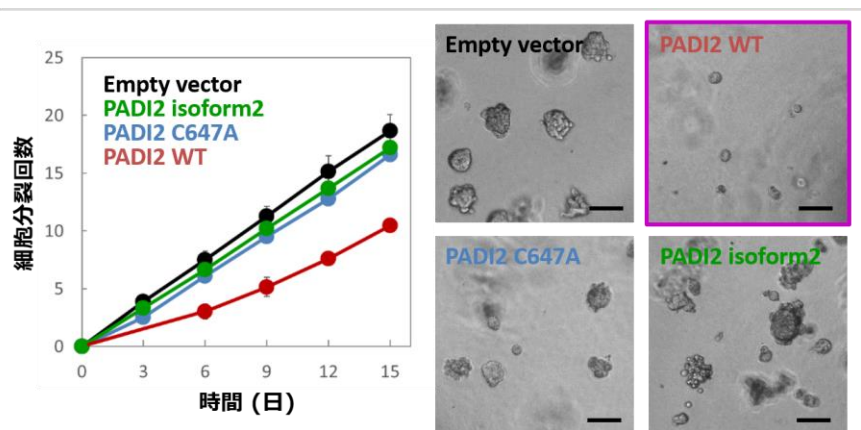 25
20
15
10
5
0
細胞分裂回数
Empty vector
PADI2 isoform2
PADI2 C647A
PADI2 WT
0 3 6 9 12 15
時間 (日)
Empty vector
PADI2 WT
PADI2 C647A
PADI2 isoform2